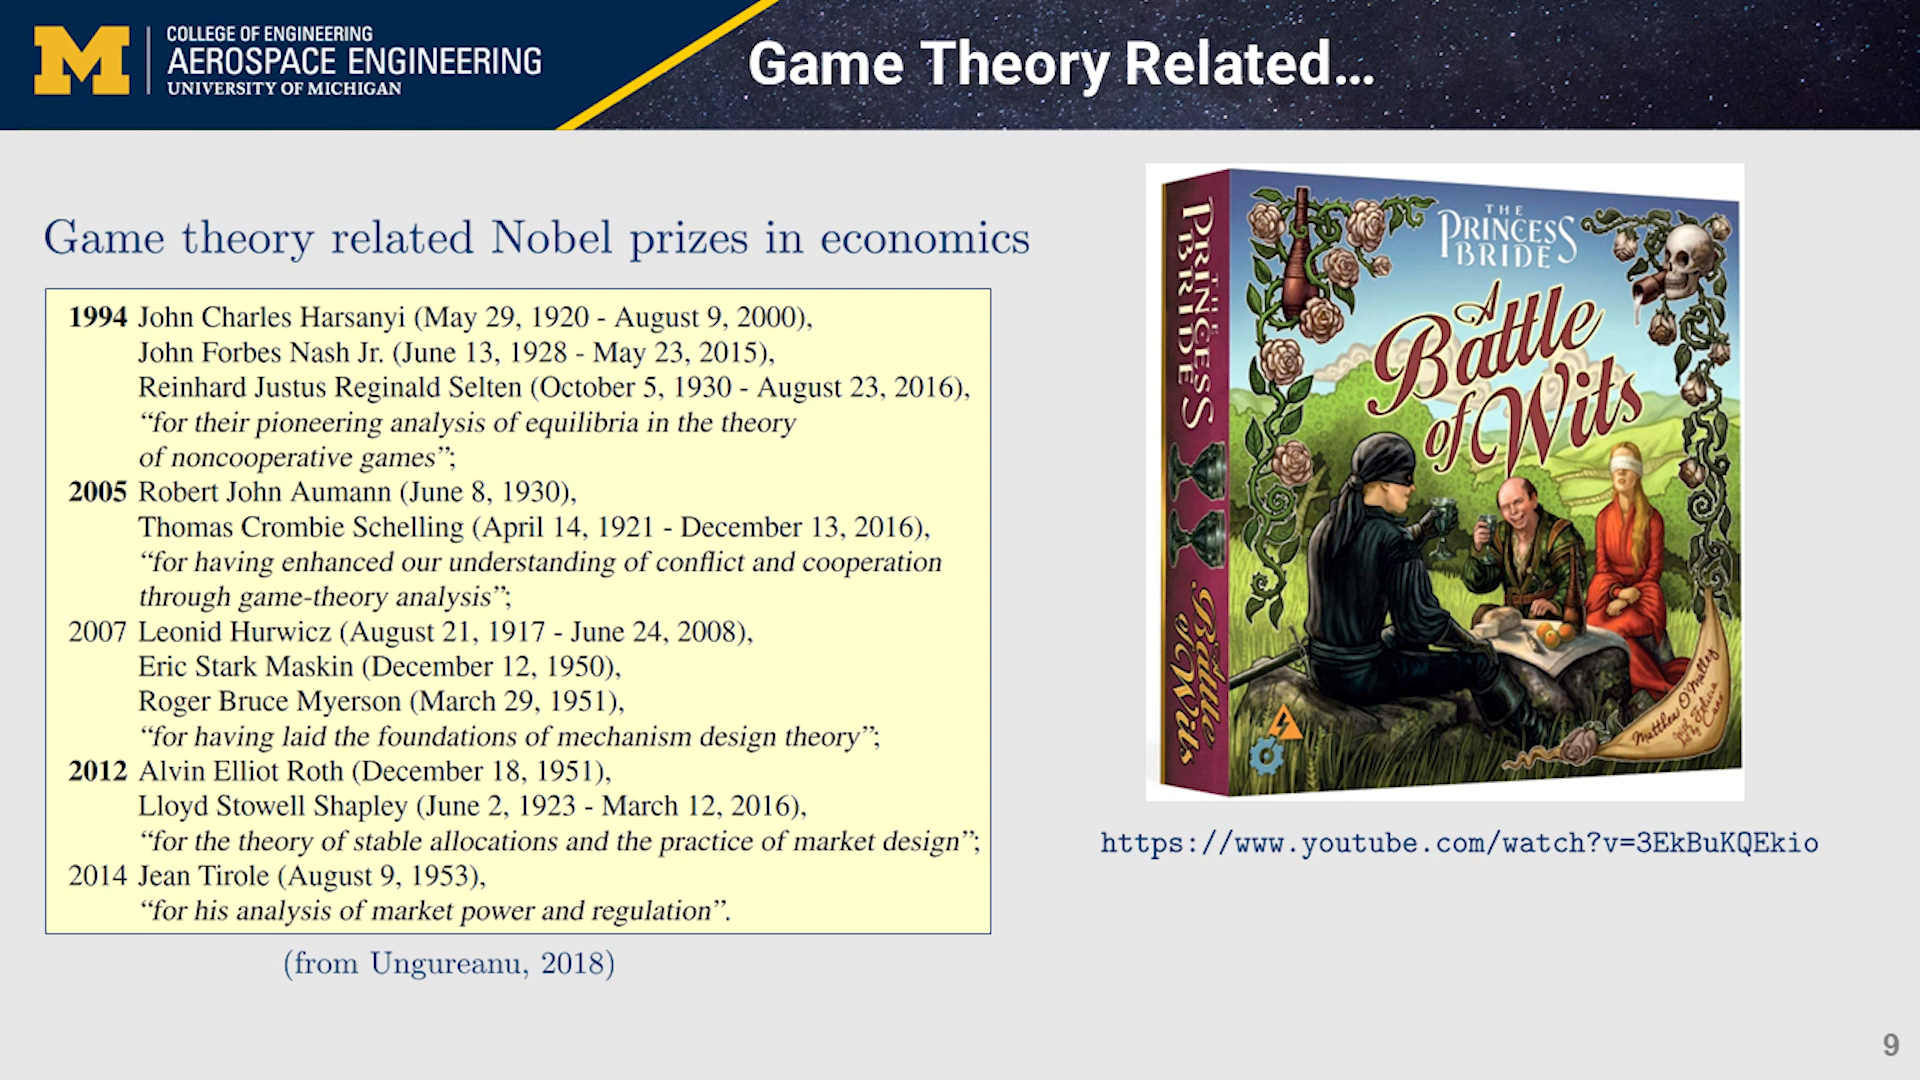 COLLEGE OF ENGINEERING
AEROSPACE ENGINEERING
UNIVERSITY OF MICHIGAN
Game Theory Related...
Game theory related Nobel prizes in economics
1994 John Charles Harsanyi (May 29, 1920 - August 9, 2000),
John Forbes Nash Jr. (June 13, 1928 - May 23, 2015),
Reinhard Justus Reginald Selten (October 5, 1930 - August 23, 2016),
“for their pioneering analysis of equilibria in the theory
of noncooperative games”;
2005 Robert John Aumann (June 8, 1930),
Thomas Crombie Schelling (April 14, 1921 - December 13, 2016),
“for having enhanced our understanding of conflict and cooperation
through game-theory analysis”;
2007 Leonid Hurwicz (August 21, 1917 - June 24, 2008),
Eric Stark Maskin (December 12, 1950),
Roger Bruce Myerson (March 29, 1951),
“for having laid the foundations of mechanism design theory”;
2012 Alvin Elliot Roth (December 18, 1951),
Lloyd Stowell Shapley (June 2, 1923 - March 12, 2016),
“for the theory of stable allocations and the practice of market design”;
2014 Jean Tirole (August 9, 1953),
“for his analysis of market power and regulation”.
(from Ungureanu, 2018)
THE
PRINCESS
BRIDE
A
Battle
of Wits
THE
PRINCESS
BRIDE
A Battle
of Wits
Matthew O'Malley
Felicia
Cano
https://www.youtube.com/watch?v=3EkBuKQEkio
9